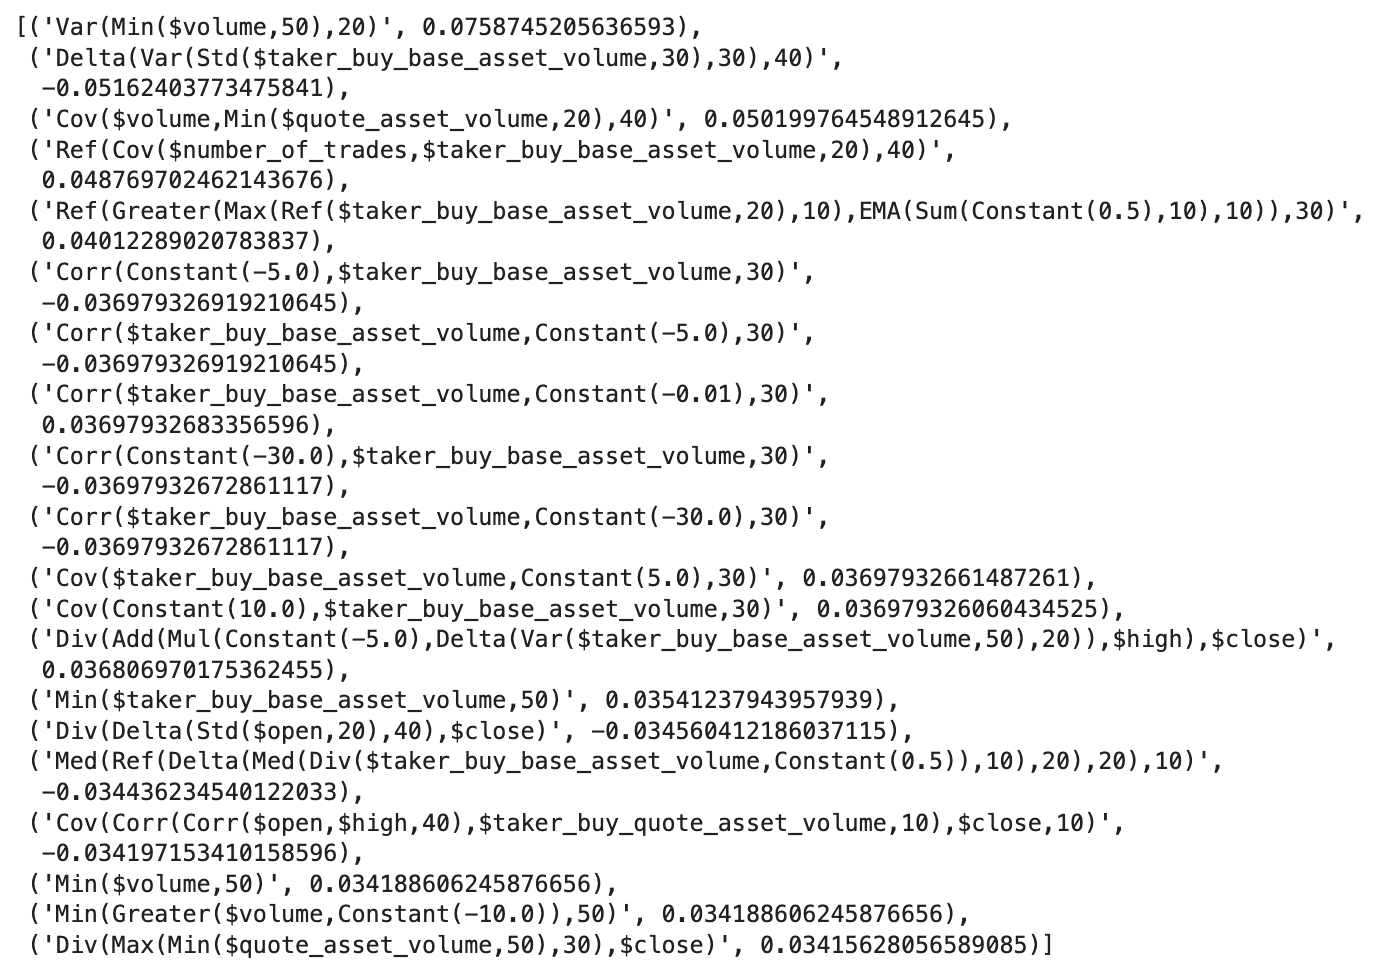 [('Var(Min($volume,50),20)', 0.0758745205636593),
('Delta(Var(Std($taker_buy_base_asset_volume,30),30),40)',
-0.05162403773475841),
('Cov($volume,Min($quote_asset_volume,20),40)', 0.050199764548912645),
('Ref(Cov($number_of_trades,$taker_buy_base_asset_volume,20),40)',
0.048769702462143676),
('Ref(Greater(Max(Ref($taker_buy_base_asset_volume,20),10),EMA(Sum(Constant(0.5),10),10)),30)',
0.04012289020783837),
('Corr(Constant(-5.0),$taker_buy_base_asset_volume,30)',
-0.036979326919210645),
('Corr($taker_buy_base_asset_volume,Constant(-5.0),30)',
-0.036979326919210645),
('Corr($taker_buy_base_asset_volume,Constant(-0.01),30)',
0.03697932683356596),
('Corr(Constant(-30.0),$taker_buy_base_asset_volume,30)',
-0.03697932672861117),
('Corr($taker_buy_base_asset_volume,Constant(-30.0),30)',
-0.03697932672861117),
('Cov($taker_buy_base_asset_volume,Constant(5.0),30)', 0.03697932661487261),
('Cov(Constant(10.0),$taker_buy_base_asset_volume,30)', 0.036979326060434525),
('Div(Add(Mul(Constant(-5.0),Delta(Var($taker_buy_base_asset_volume,50),20)),$high),$close)',
0.036806970175362455),
('Min($taker_buy_base_asset_volume,50)', 0.03541237943957939),
('Div(Delta(Std($open,20),40),$close)', -0.034560412186037115),
('Med(Ref(Delta(Med(Div($taker_buy_base_asset_volume,Constant(0.5)),10),20),20),10)',
-0.034436234540122033),
('Cov(Corr(Corr($open,$high,40),$taker_buy_quote_asset_volume,10),$close,10)',
-0.034197153410158596),
('Min($volume,50)', 0.034188606245876656),
('Min(Greater($volume,Constant(-10.0)),50)', 0.034188606245876656),
('Div(Max(Min($quote_asset_volume,50),30),$close)', 0.03415628056589085)]